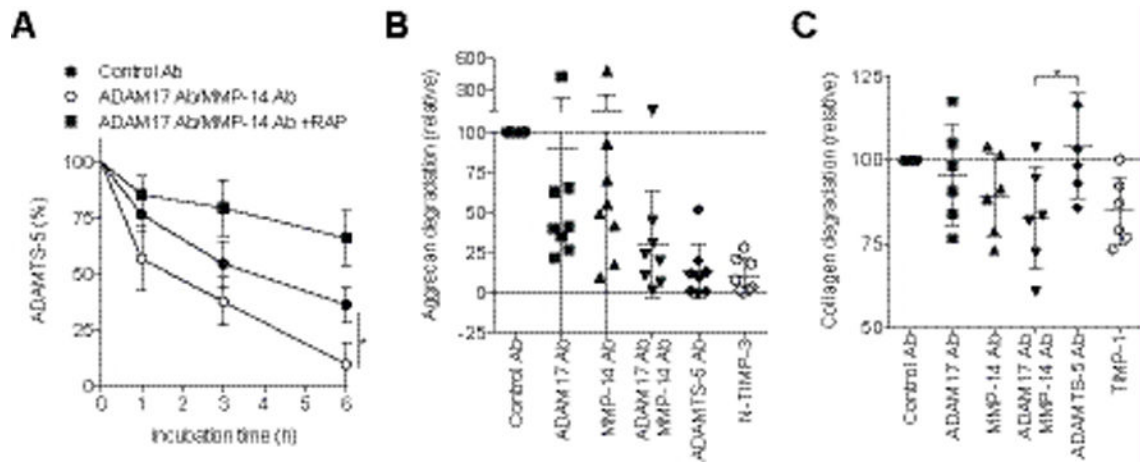 A
Control Ab
ADAM17 Ab/MMP-14 Ab
ADAM17 Ab/MMP-14 Ab +RAP
100
75
50
25
0
ADAMTS-5 (%)
0 1 3 6
Incubation time (h)
*
B
600
300
100
75
50
25
0
-25
Aggrecan degradation (relative)
Control Ab
ADAM17 Ab
MMP-14 Ab
ADAM17 Ab
MMP-14 Ab
ADAMTS-5 Ab
N-TIMP-3
C
125
100
75
50
Collagen degradation (relative)
*
Control Ab
ADAM17 Ab
MMP-14 Ab
ADAM17 Ab
MMP-14 Ab
ADAMTS-5 Ab
TIMP-1